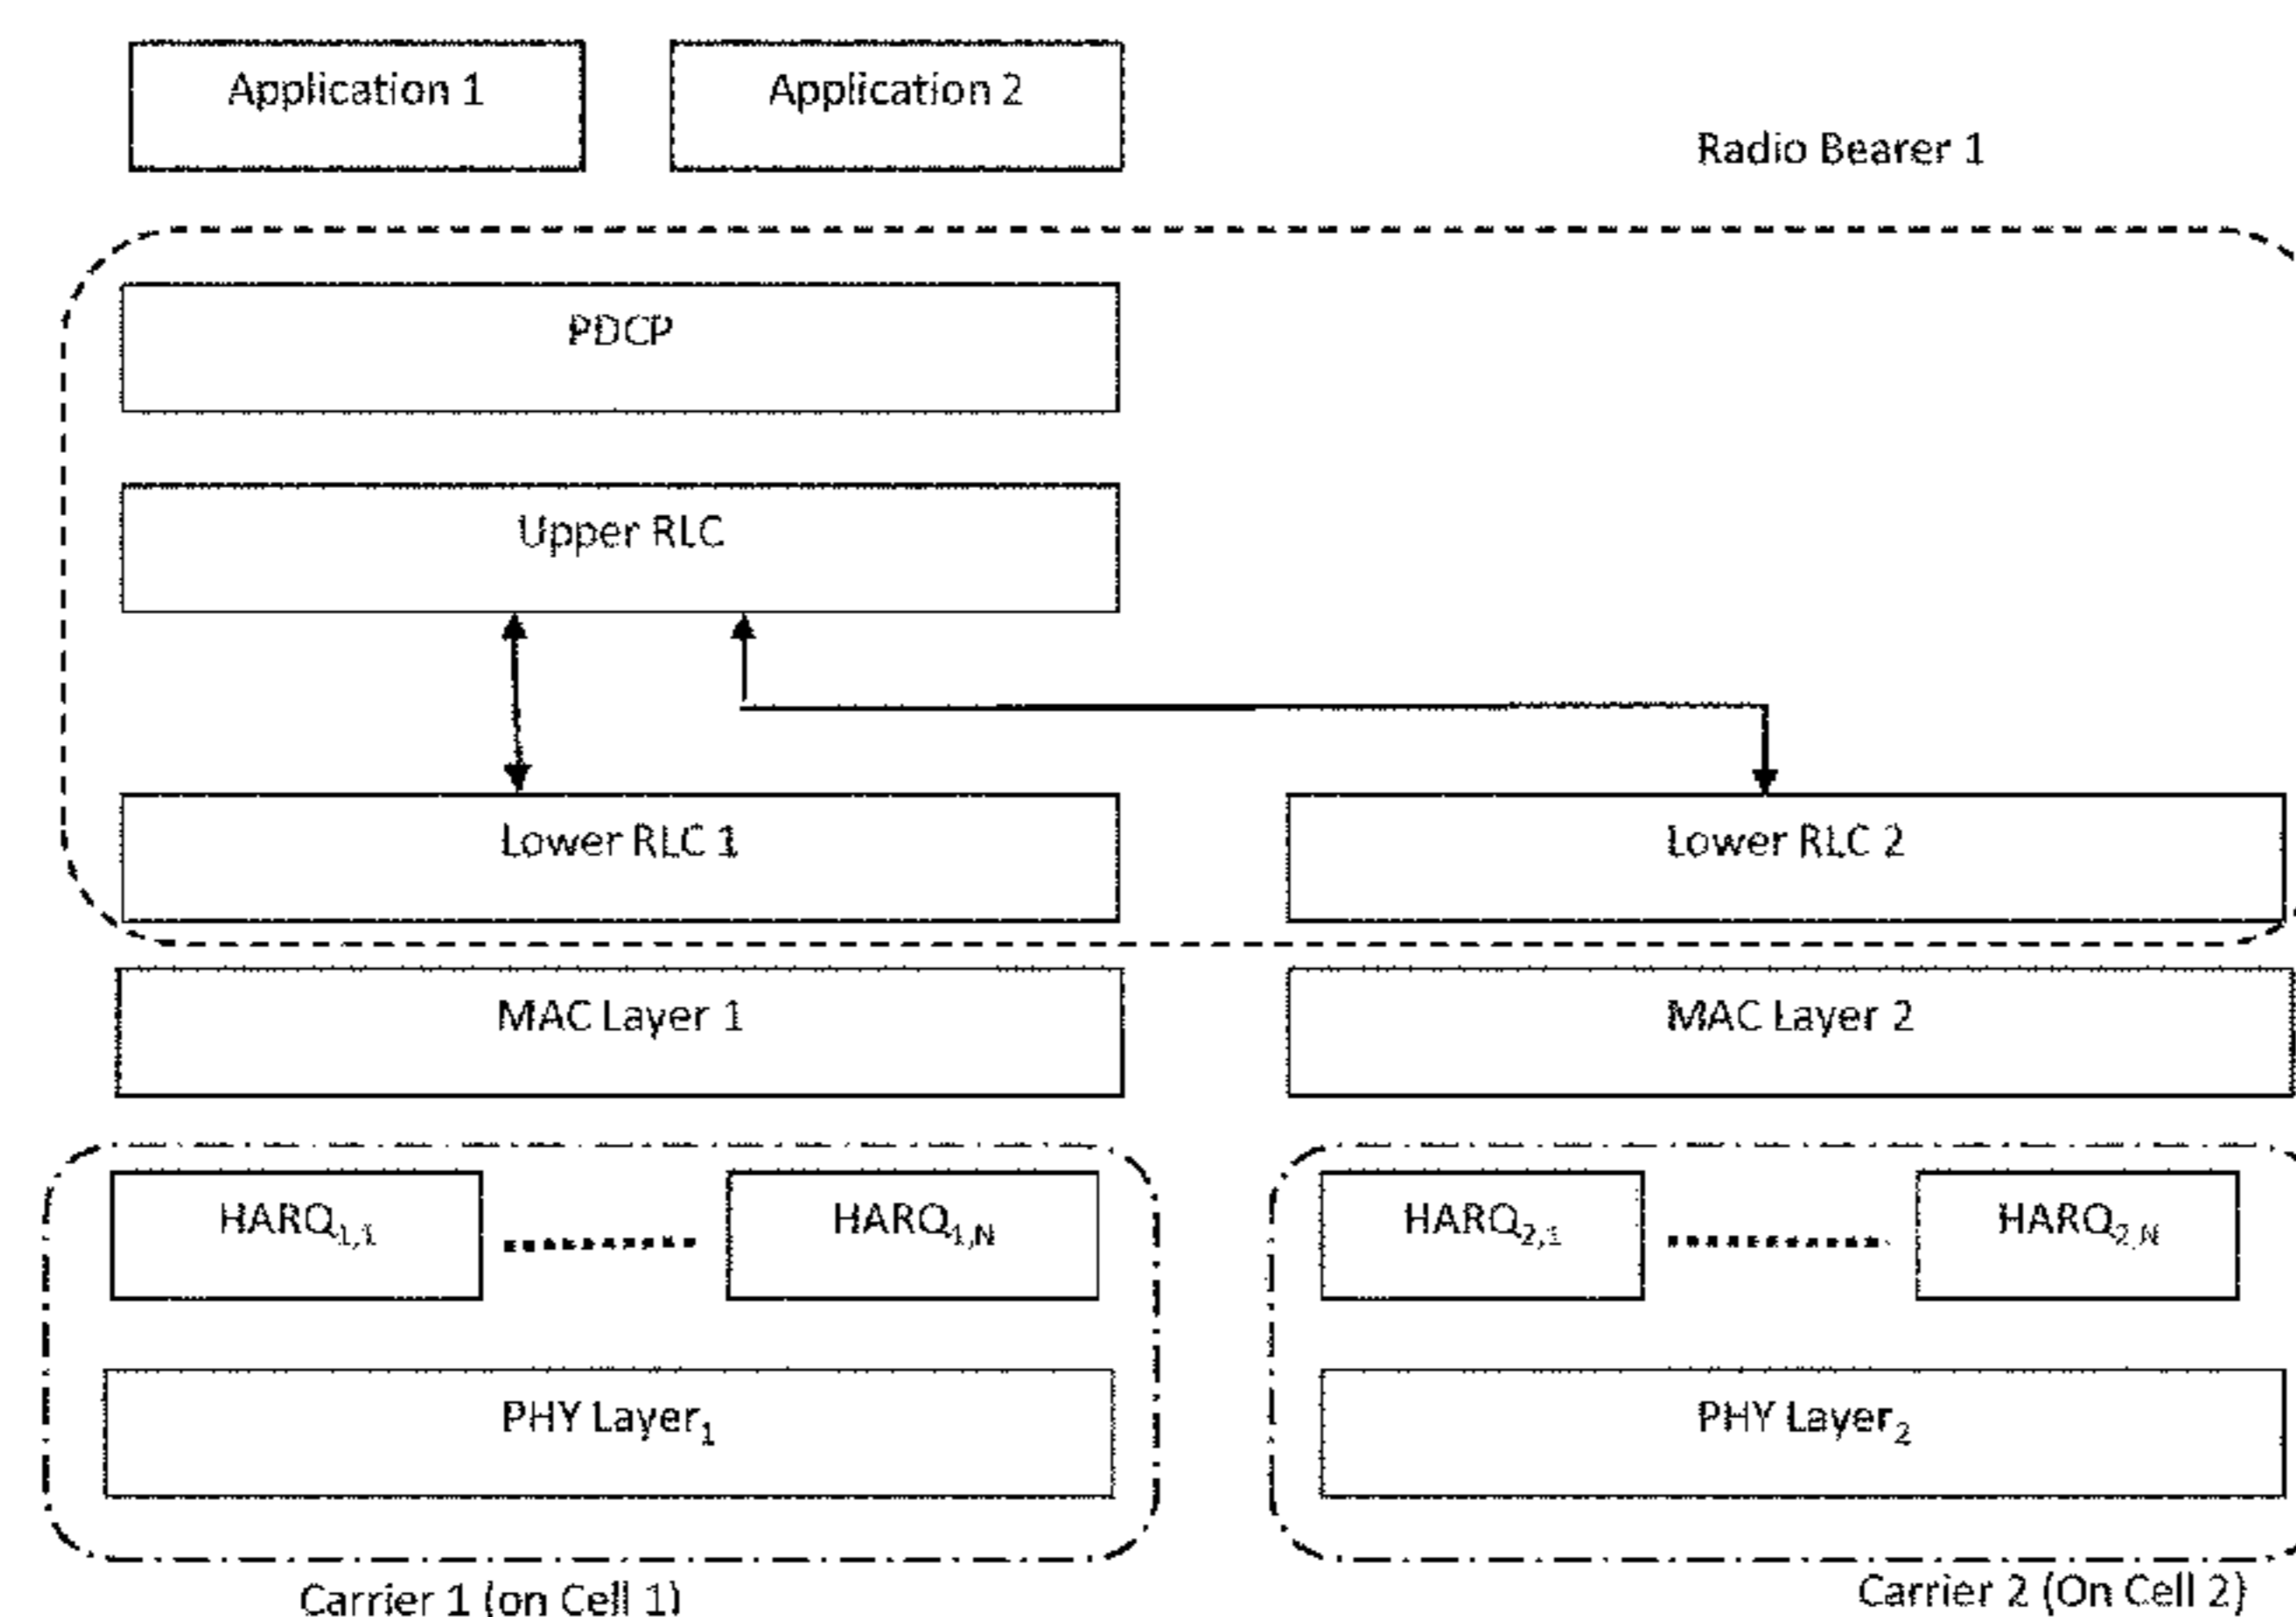 Application 1
Application 2
Radio Bearer 1
PDCP
Upper RLC
Lower RLC 1
Lower RLC 2
MAC Layer 1
MAC Layer 2
HARQ1,1
HARQ1,N
HARQ2,1
HARQ2,N
PHY Layer1
PHY Layer2
Carrier 1 (on Cell 1)
Carrier 2 (On Cell 2)